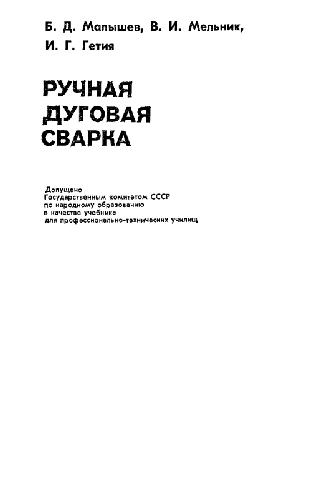 Б. Д. Малышев, В. И. Мельник,
И. Г. Гетия
РУЧНАЯ
ДУГОВАЯ
СВАРКА
Допущено
Государственным комитетом СССР
по народному образованию
в качестве учебника
для профессионально-технических училищ